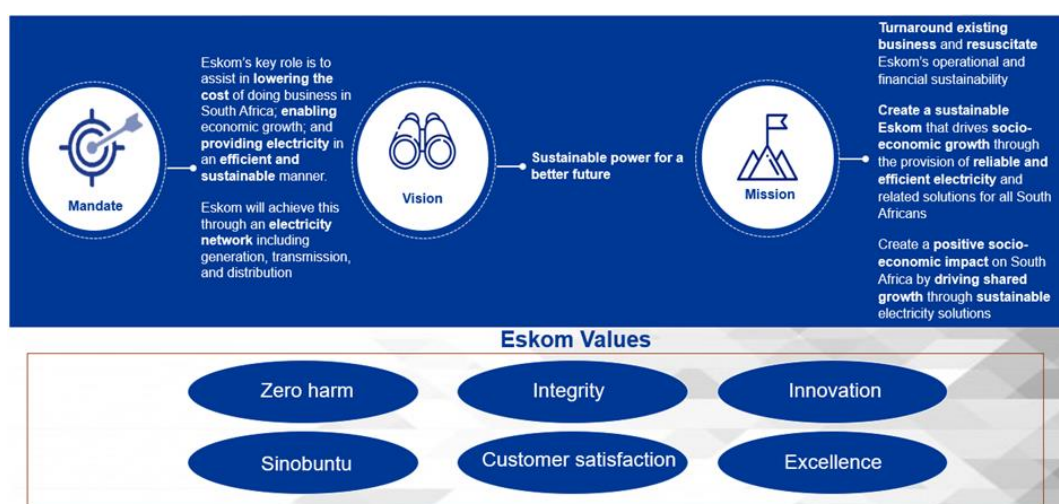 Mandate
Eskom's key role is to
assist in lowering the
cost of doing business in
South Africa; enabling
economic growth; and
providing electricity in
an efficient and
sustainable manner.
Eskom will achieve this
through an electricity
network including
generation, transmission,
and distribution
Vision
Sustainable power for a
better future
Mission
Turnaround existing
business and resuscitate
Eskom's operational and
financial sustainability
Create a sustainable
Eskom that drives socio-
economic growth through
the provision of reliable and
efficient electricity and
related solutions for all South
Africans
Create a positive socio-
economic impact on South
Africa by driving shared
growth through sustainable
electricity solutions
Eskom Values
Zero harm
Integrity
Innovation
Sinobuntu
Customer satisfaction
Excellence